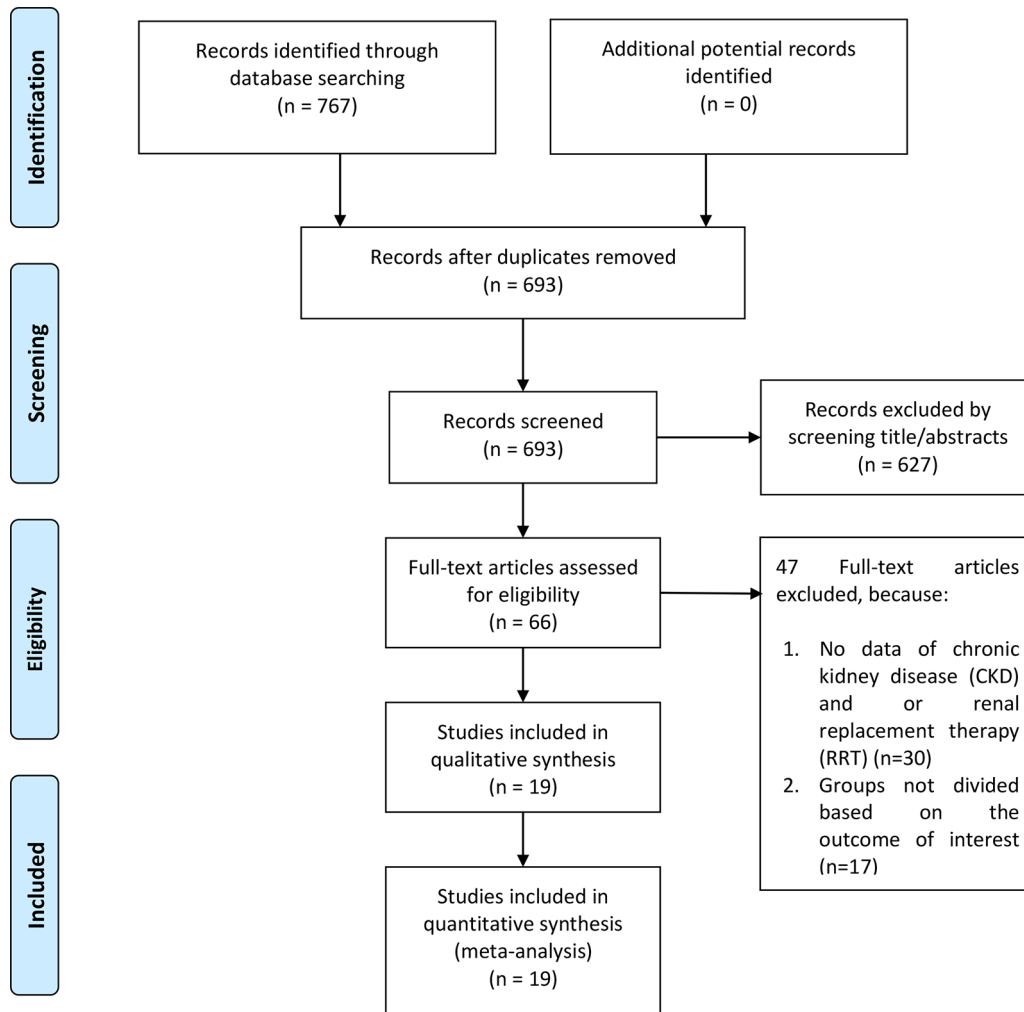 Identification
Records identified through
database searching
(n = 767)
Additional potential records
identified
(n = 0)
Records after duplicates removed
(n = 693)
Screening
Records screened
(n = 693)
Records excluded by
screening title/abstracts
(n = 627)
Eligibility
Full-text articles assessed
for eligibility
(n = 66)
47 Full-text articles
excluded, because:
1. No data of chronic
kidney disease (CKD)
and or renal
replacement therapy
(RRT) (n=30)
2. Groups not divided
based on the
outcome of interest
(n=17)
Studies included in
qualitative synthesis
(n = 19)
Included
Studies included in
quantitative synthesis
(meta-analysis)
(n = 19)